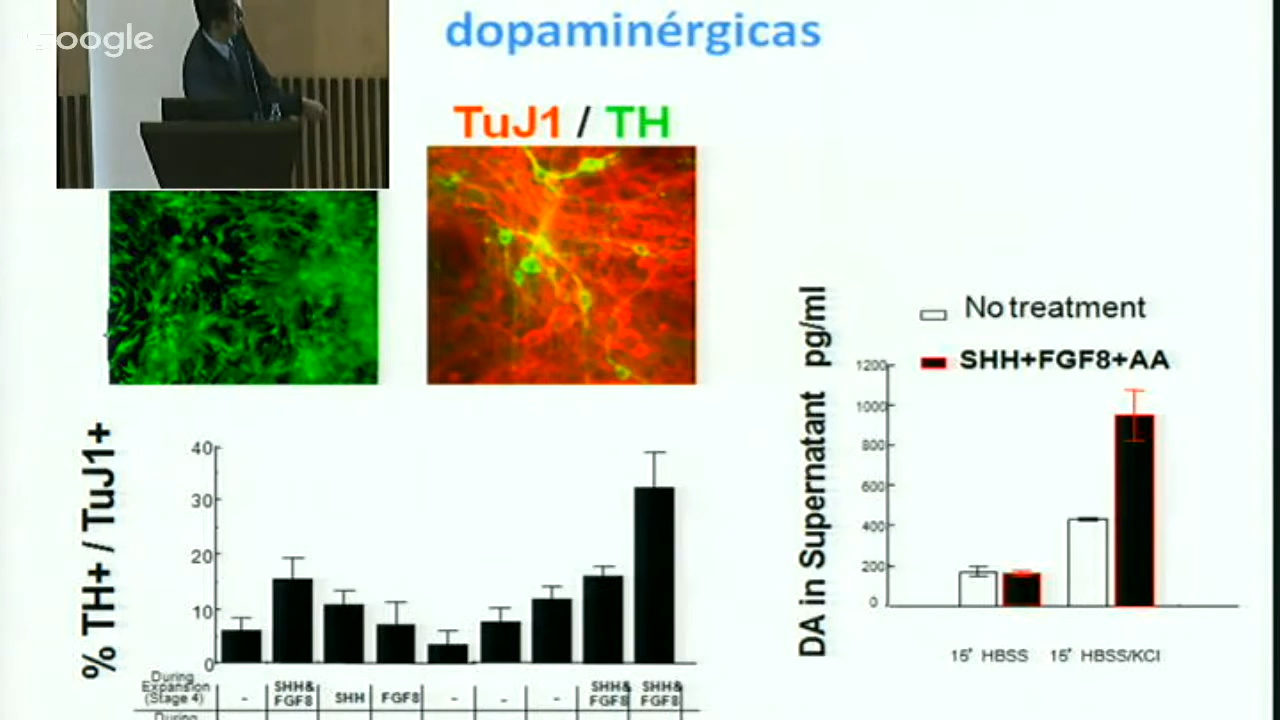 Google
dopaminérgicas
TuJ1 / TH
% TH+ / TuJ1+
40
30
20
10
0
During
Expansion
(Stage 4)
- SHH& FGF8 SHH FGF8 - - - SHH& FGF8 SHH& FGF8
During
DA in Supernatant pg/ml
No treatment
SHH+FGF8+AA
1200
1000
800
600
400
200
0
15' HBSS 15' HBSS/KCl